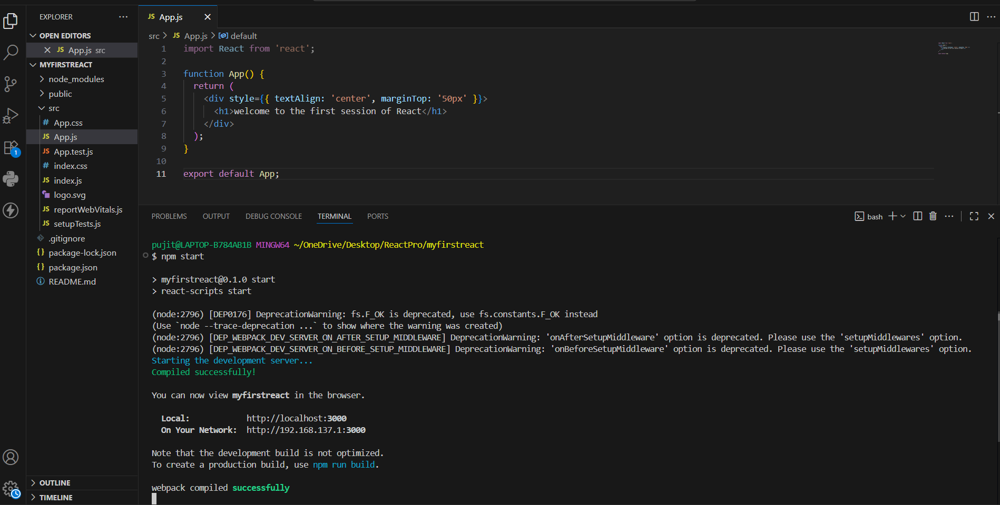 EXPLORER
OPEN EDITORS
JS App.js src
MYFIRSTREACT
node_modules
public
src
# App.css
JS App.js
JS App.test.js
# index.css
JS index.js
logo.svg
JS reportWebVitals.js
JS setupTests.js
.gitignore
{} package-lock.json
{} package.json
README.md
OUTLINE
TIMELINE
1
JS App.js
src > JS App.js > default
1 import React from 'react';
2
3 function App() {
4 return (
5 <div style={{ textAlign: 'center', marginTop: '50px' }}>
6 <h1>welcome to the first session of React</h1>
7 </div>
8 );
9 }
10
11 export default App;
PROBLEMS OUTPUT DEBUG CONSOLE TERMINAL PORTS
bash
pujit@LAPTOP-B784AB1B MINGW64 ~/OneDrive/Desktop/ReactPro/myfirstreact
$ npm start
> myfirstreact@0.1.0 start
> react-scripts start
(node:2796) [DEP0176] DeprecationWarning: fs.F_OK is deprecated, use fs.constants.F_OK instead
(Use `node --trace-deprecation ...` to show where the warning was created)
(node:2796) [DEP_WEBPACK_DEV_SERVER_ON_AFTER_SETUP_MIDDLEWARE] DeprecationWarning: 'onAfterSetupMiddleware' option is deprecated. Please use the 'setupMiddlewares' option.
(node:2796) [DEP_WEBPACK_DEV_SERVER_ON_BEFORE_SETUP_MIDDLEWARE] DeprecationWarning: 'onBeforeSetupMiddleware' option is deprecated. Please use the 'setupMiddlewares' option.
Starting the development server...
Compiled successfully!
You can now view myfirstreact in the browser.
Local: http://localhost:3000
On Your Network: http://192.168.137.1:3000
Note that the development build is not optimized.
To create a production build, use npm run build.
webpack compiled successfully